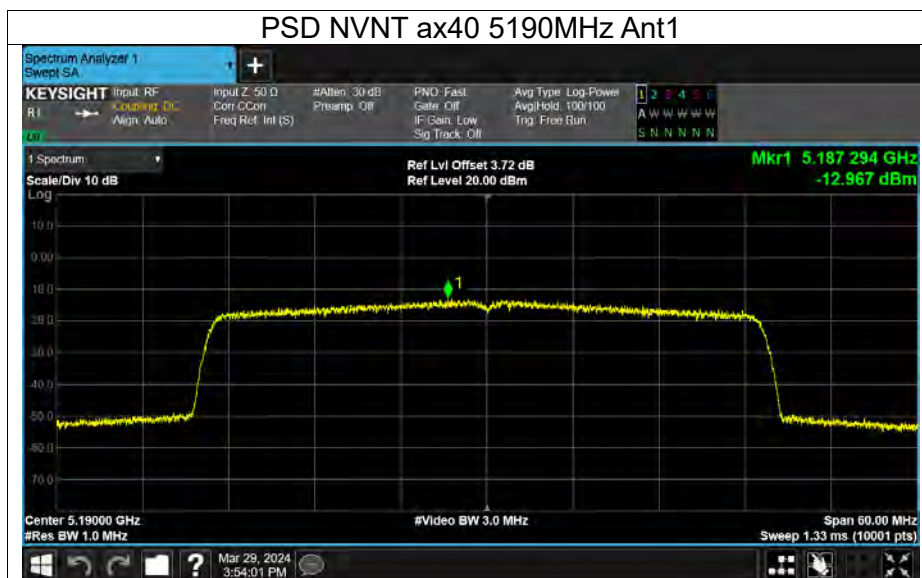 PSD NVNT ax40 5190MHz Ant1
Spectrum Analyzer 1
Swept SA
+
KEYSIGHT Input: RF Input Z: 50 Ω #Atten: 30 dB PNO: Fast Avg Type: Log-Power 1 2 3 4 5 6
Coupling: DC Corr CCorr Preamp: Off Gate: Off Avg|Hold: 100/100 A W W W W W
Align: Auto Freq Ref: Int (S) IF Gain: Low Trig: Free Run
Sig Track: Off S N N N N N
1 Spectrum Ref Lvl Offset 3.72 dB Mkr1 5.187 294 GHz
Scale/Div 10 dB Ref Level 20.00 dBm -12.967 dBm
Log
10.0
0.00
-10.0
1
-20.0
-30.0
-40.0
-50.0
-60.0
-70.0
Center 5.19000 GHz #Video BW 3.0 MHz Span 60.00 MHz
#Res BW 1.0 MHz Sweep 1.33 ms (10001 pts)
? Mar 29, 2024
3:54:01 PM